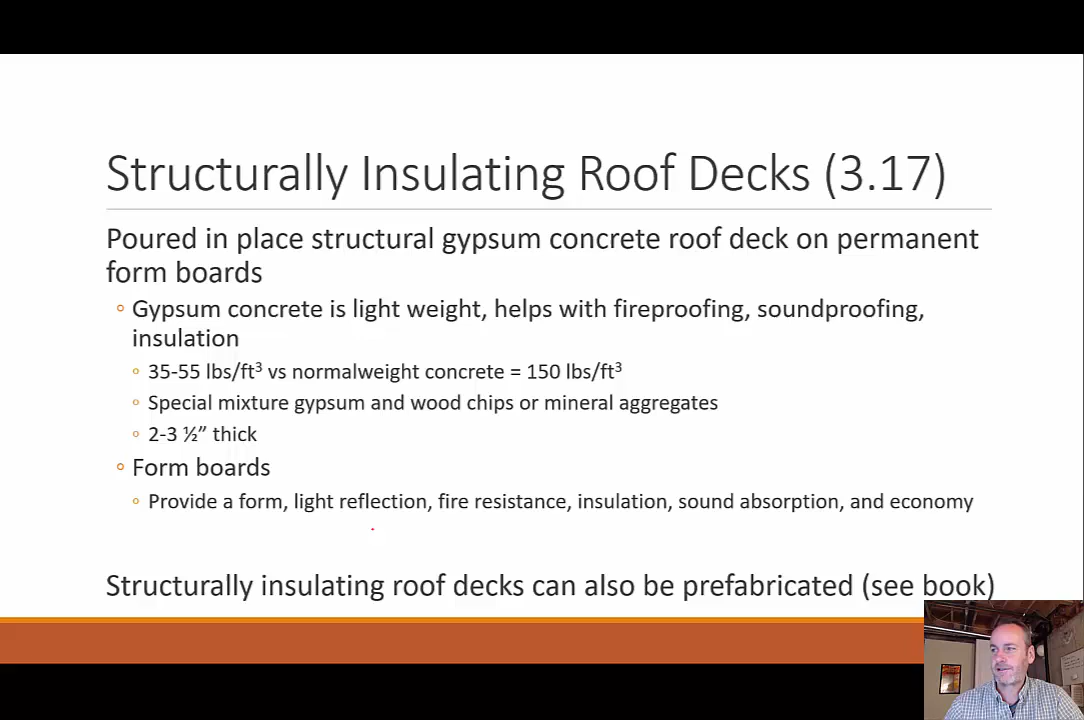 Structurally Insulating Roof Decks (3.17)
Poured in place structural gypsum concrete roof deck on permanent
form boards
◦ Gypsum concrete is light weight, helps with fireproofing, soundproofing,
insulation
◦ 35-55 lbs/ft³ vs normalweight concrete = 150 lbs/ft³
◦ Special mixture gypsum and wood chips or mineral aggregates
◦ 2-3 ½” thick
◦ Form boards
◦ Provide a form, light reflection, fire resistance, insulation, sound absorption, and economy
Structurally insulating roof decks can also be prefabricated (see book)